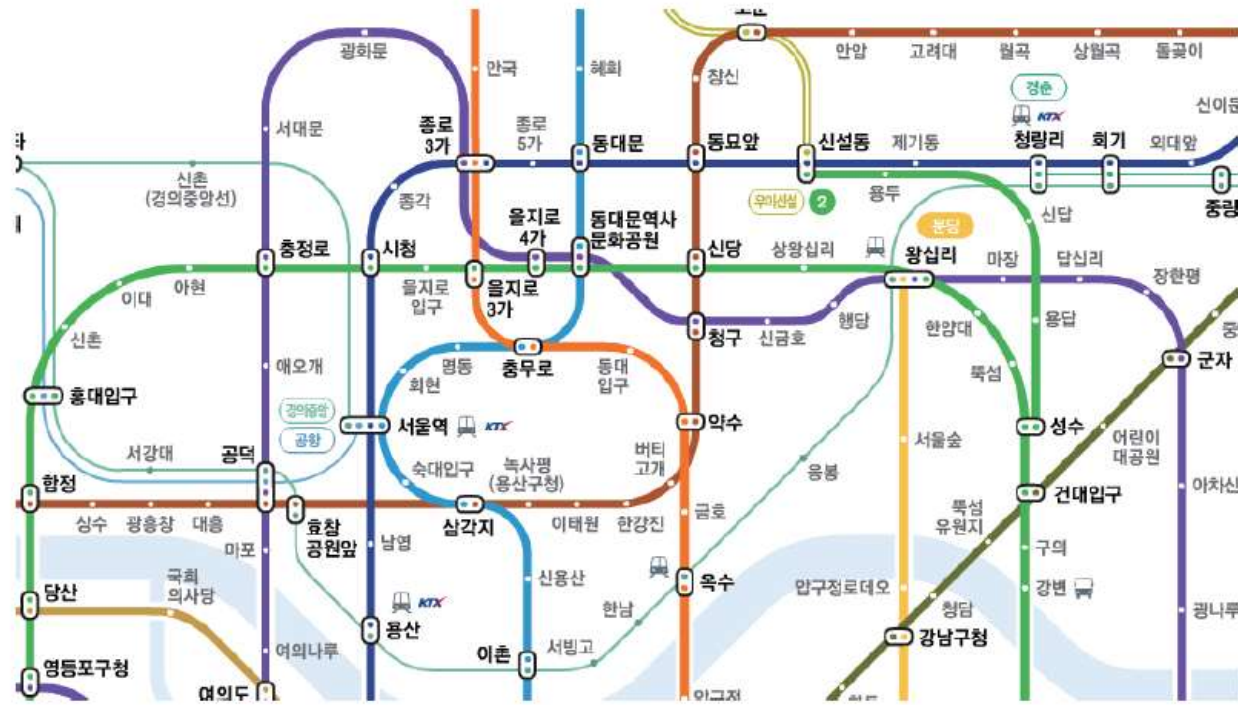 광화문
안국
혜화
창신
안암
고려대
월곡
상월곡
돌곶이
경춘
KTX
서대문
종로
3가
종로
5가
동대문
동묘앞
신설동
제기동
청량리
회기
외대앞
신이문
신촌
(경의중앙선)
종각
우이신설
2
용두
중랑
을지로
4가
동대문역사
문화공원
신답
분당
충정로
시청
신당
상왕십리
왕십리
마장
답십리
장한평
이대
아현
을지로
입구
을지로
3가
행당
한양대
용답
신촌
청구
신금호
군자
애오개
명동
충무로
동대
입구
뚝섬
회현
홍대입구
경의중앙
공항
서울역
KTX
약수
서울숲
성수
어린이
대공원
서강대
공덕
버티
고개
응봉
합정
숙대입구
녹사평
(용산구청)
건대입구
아차산
상수
광흥창
대흥
효창
공원앞
삼각지
이태원
한강진
금호
뚝섬
유원지
마포
남영
구의
국회
의사당
신용산
옥수
압구정로데오
강변
당산
KTX
한남
청담
광나루
용산
강남구청
여의나루
이촌
서빙고
영등포구청
여의도